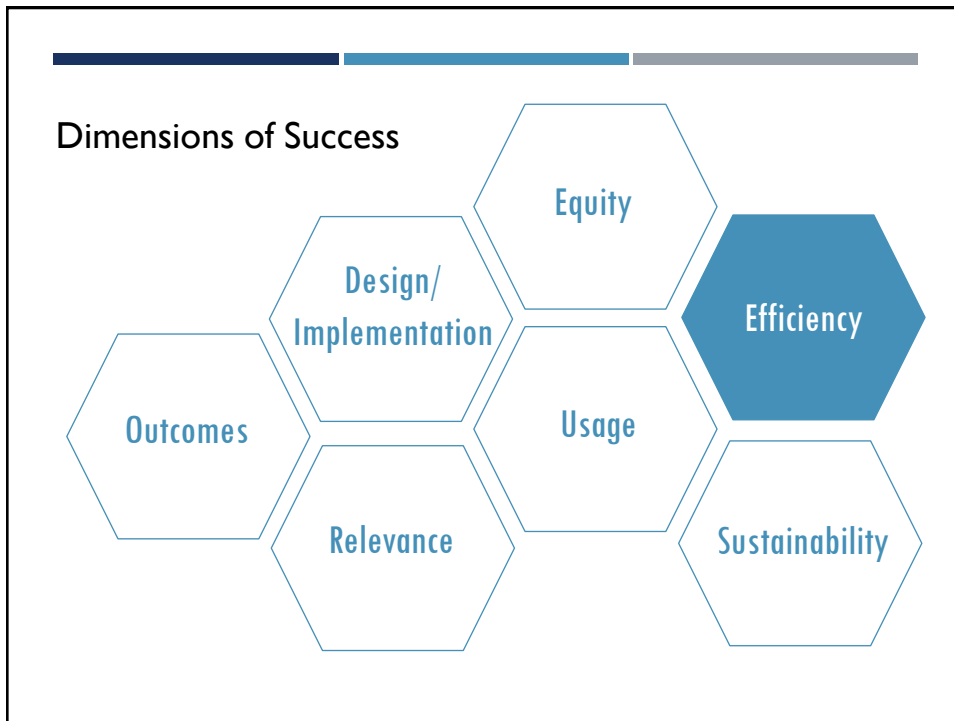 Dimensions of Success
Equity
Design/
Implementation
Efficiency
Outcomes
Usage
Relevance
Sustainability